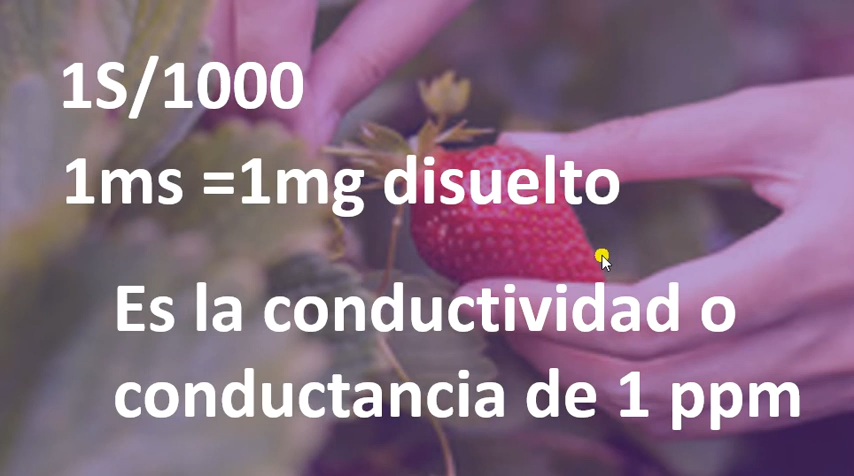 1S/1000
1ms =1mg disuelto
Es la conductividad o
conductancia de 1 ppm